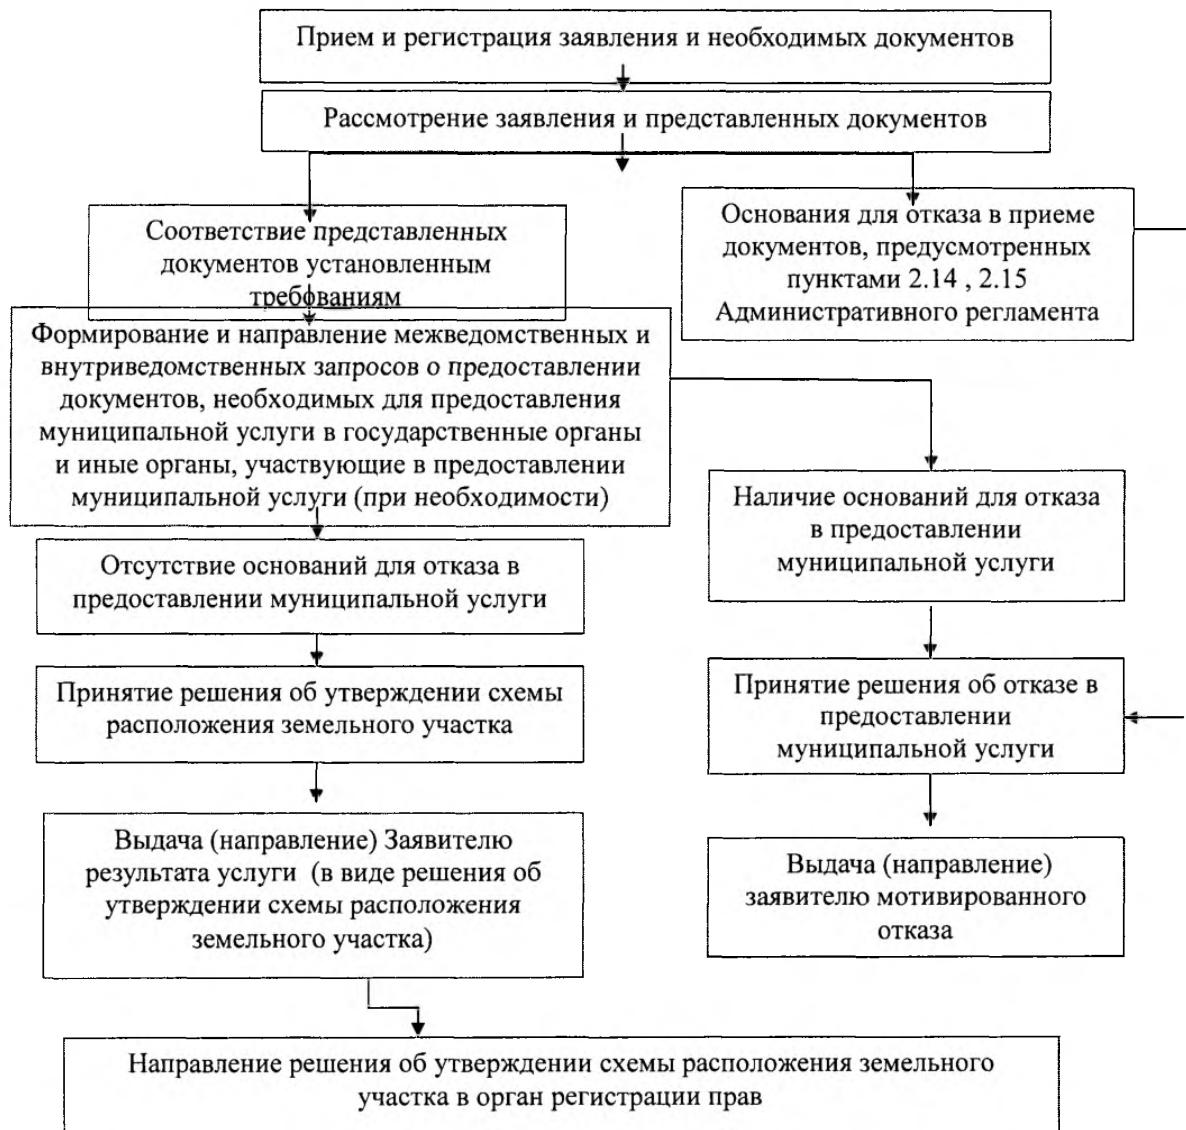 Прием и регистрация заявления и необходимых документов
Рассмотрение заявления и представленных документов
Соответствие представленных
документов установленным
требованиям
Основания для отказа в приеме
документов, предусмотренных
пунктами 2.14 , 2.15
Административного регламента
Формирование и направление межведомственных и
внутриведомственных запросов о предоставлении
документов, необходимых для предоставления
муниципальной услуги в государственные органы
и иные органы, участвующие в предоставлении
муниципальной услуги (при необходимости)
Наличие оснований для отказа
в предоставлении
муниципальной услуги
Отсутствие оснований для отказа в
предоставлении муниципальной услуги
Принятие решения об утверждении схемы
расположения земельного участка
Принятие решения об отказе в
предоставлении
муниципальной услуги
Выдача (направление) Заявителю
результата услуги (в виде решения об
утверждении схемы расположения
земельного участка)
Выдача (направление)
заявителю мотивированного
отказа
Направление решения об утверждении схемы расположения земельного
участка в орган регистрации прав